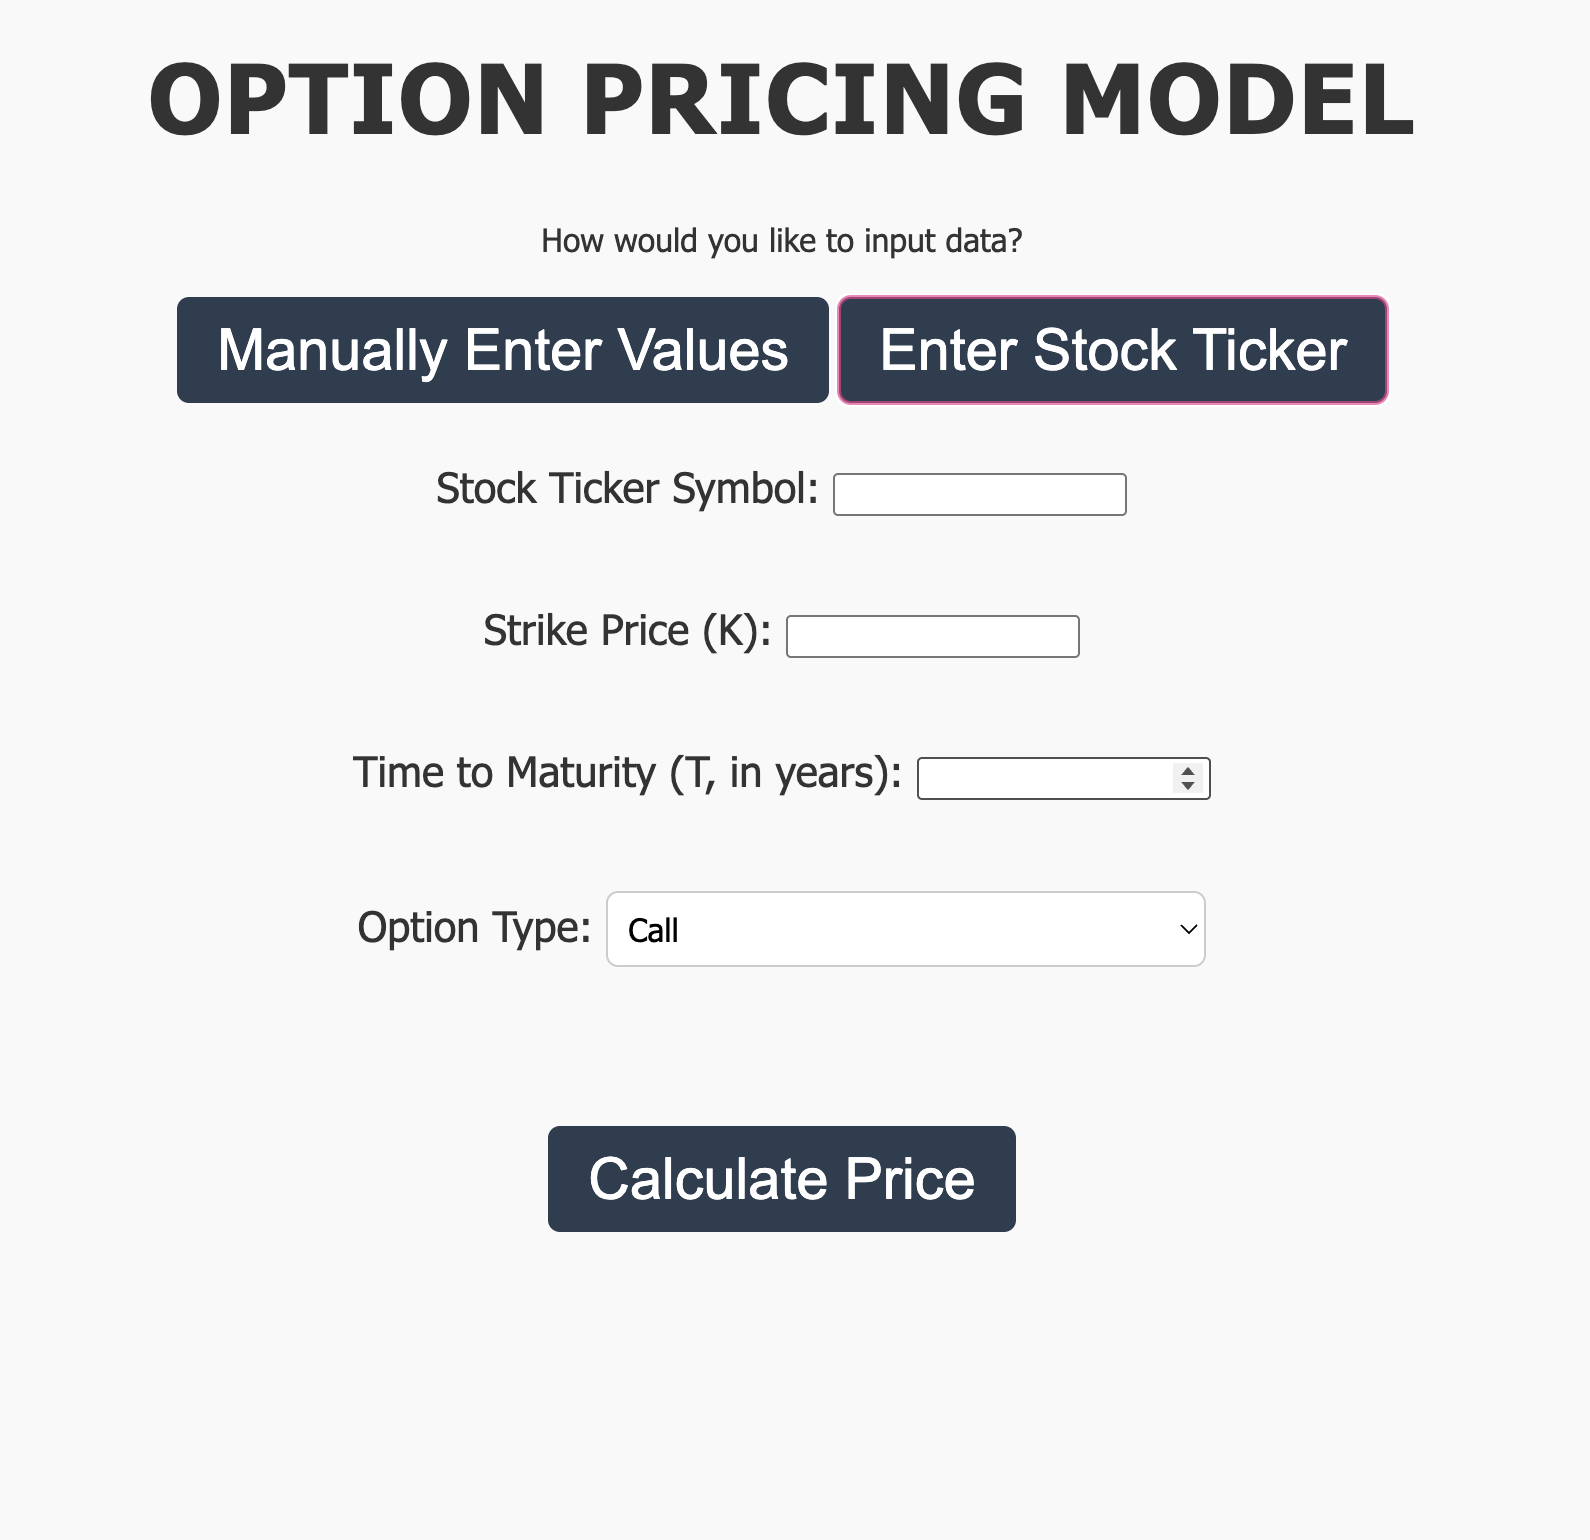 OPTION PRICING MODEL
How would you like to input data?
Manually Enter Values Enter Stock Ticker
Stock Ticker Symbol:
Strike Price (K):
Time to Maturity (T, in years):
Option Type: Call
Calculate Price